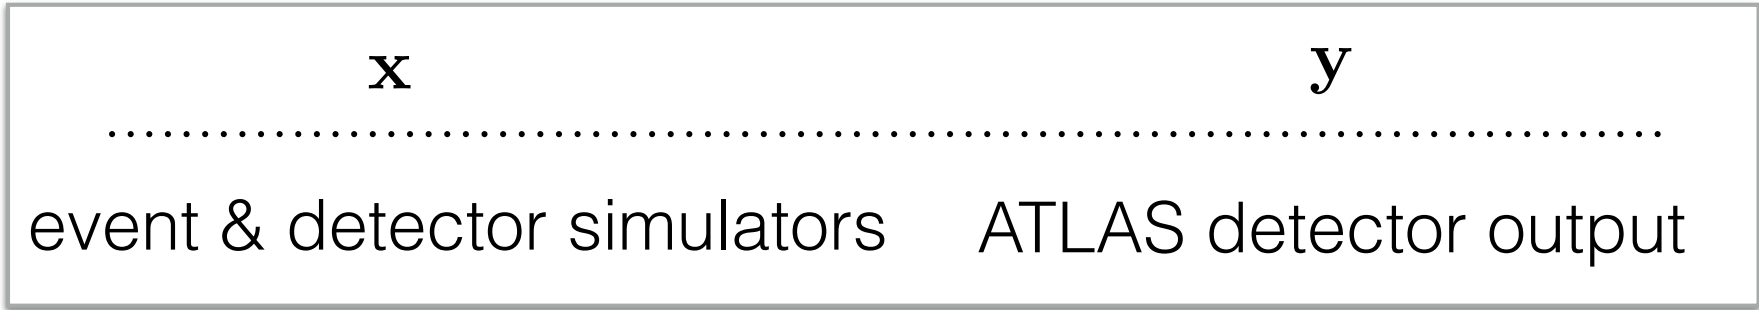 x y
event & detector simulators ATLAS detector output